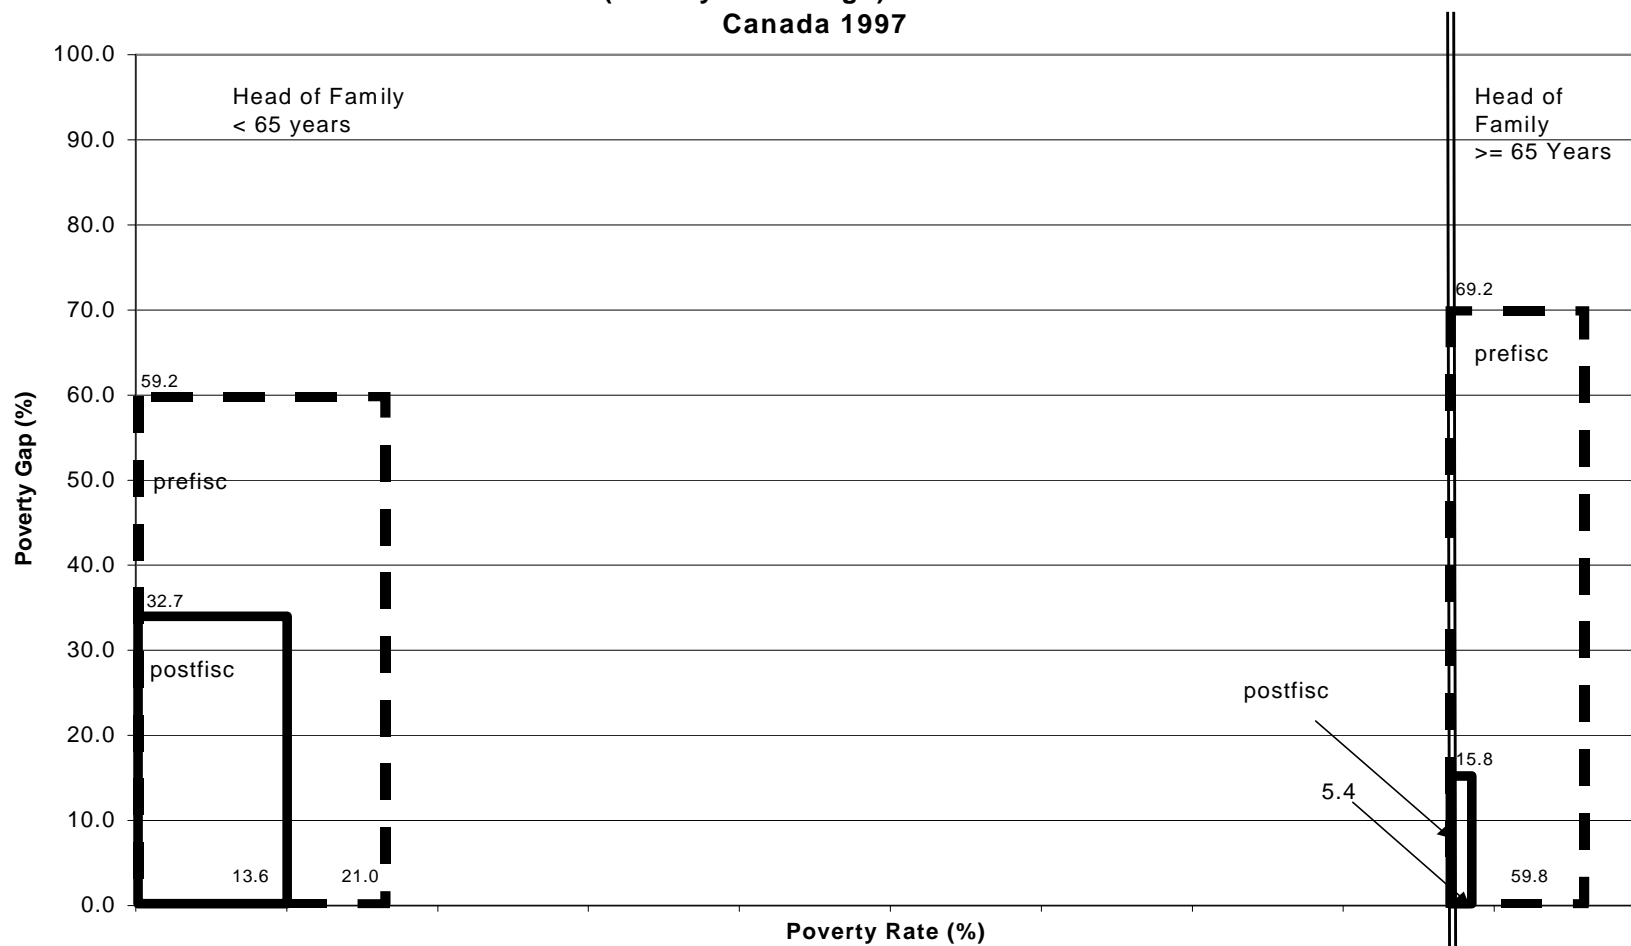 Canada 1997
100.0
90.0
80.0
70.0
60.0
50.0
40.0
30.0
20.0
10.0
0.0
Poverty Gap (%)
Poverty Rate (%)
Head of Family
< 65 years
59.2
prefisc
32.7
postfisc
13.6
21.0
Head of
Family
>= 65 Years
69.2
prefisc
postfisc
15.8
5.4
59.8